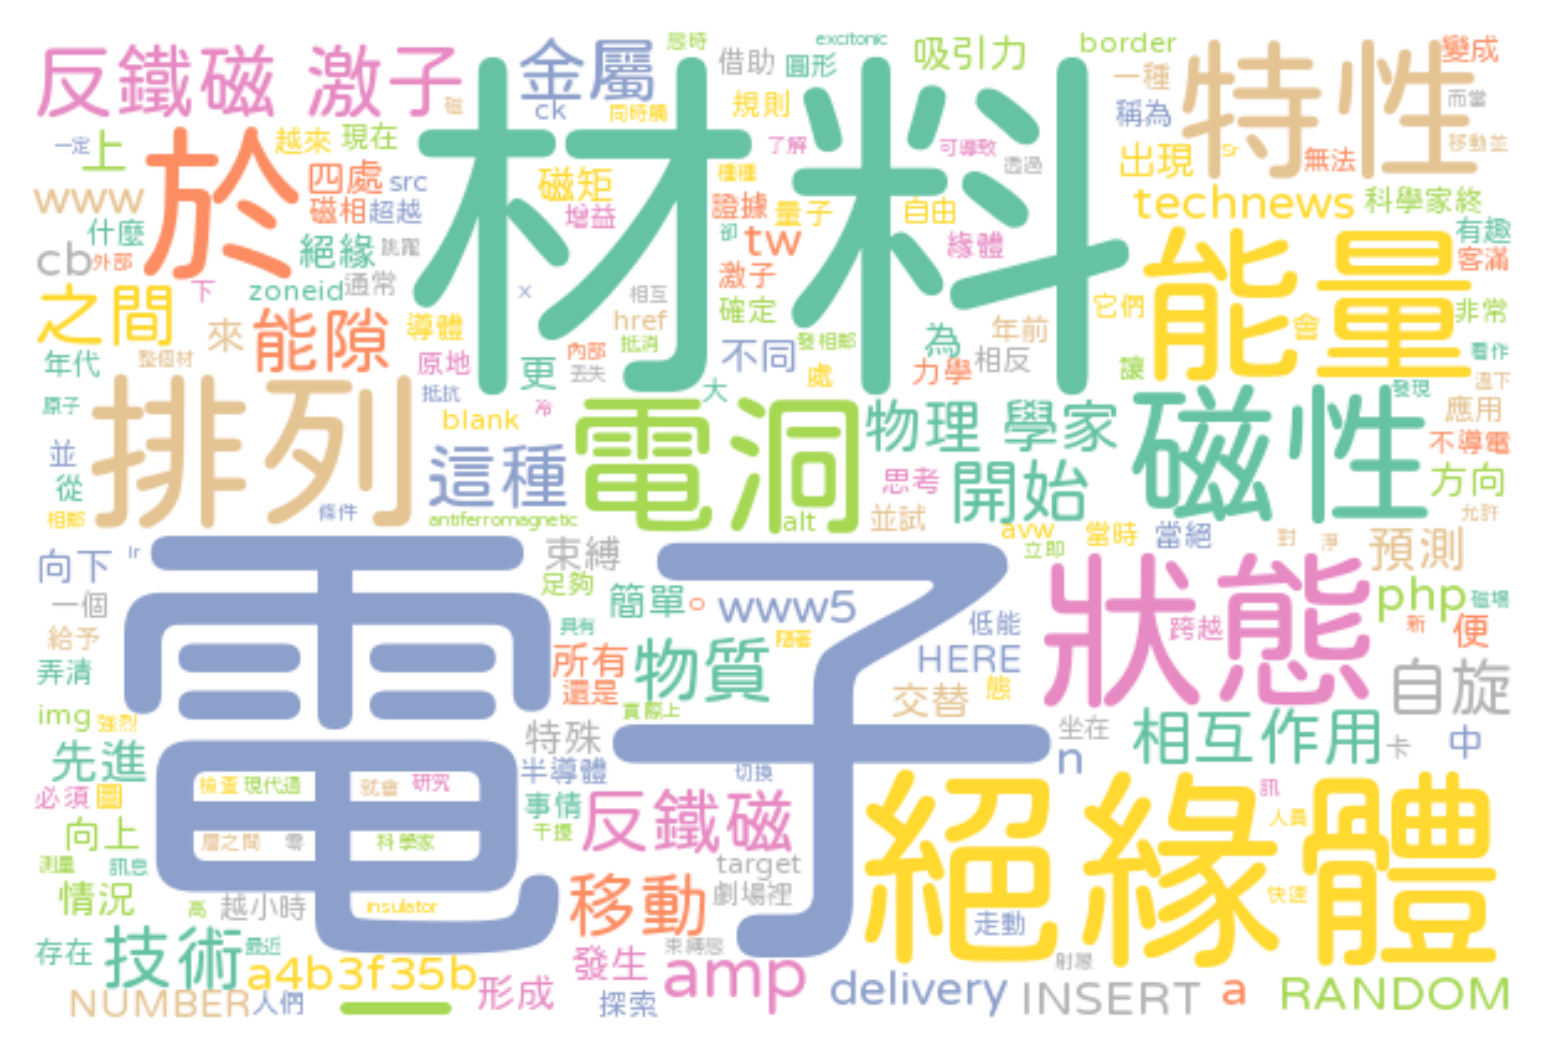 反鐵磁 激子
金屬
態時
借助
圓形
excitonic
吸引力
border
一種
特性
變成
ck
同時觸
規則
稱為
而當
磁
材料
一定
上
於
越來
現在
了解
可導致
透過
出現
Sr
無法
移動並
www
四處
src
磁矩
種種
證據
量子
自由
technews
科學家終
什麼
磁相
超越
增益
卻
tw
緣體
有趣
cb
外部
絕緣
跳躍
激子
能量
客滿
之間
下
zoneid
通常
x
相互
確定
它們
會
非常
來
能隙
導體
href
抵消
不同
發相鄰
為
年前
年代
整個材
原地
更
內部
丟失
處
力學
相反
讓
看作
原子
排列
抵抗
冷
大
電洞
物理 學家
磁性
發現
溫下
應用
blank
並
這種
思考
開始
不導電
從
方向
相鄰
條件
antiferromagnetic
alt
並試
avw
當時
當絕
允許
向下
Ir
電子
束縛
立即
對
淨
預測
一個
足夠
簡單
。
www5
低能
狀態
php
磁場
給予
具有
隨著
跨越
新
便
弄清
所有
物質
HERE
自旋
還是
交替
態
img
強烈
實際上
特殊
坐在
相互作用
卡
中
先進
半導體
切換
n
必須
圖
檢查
現代通
就會
研究
事情
反鐵磁
絕緣體
訊
向上
干擾
人員
層之間
零
科學家
測量
訊息
target
情況
高
越小時
insulator
移動
劇場裡
快速
走動
存在
技術
最近
束縛態
a4b3f35b
形成
發生
amp
delivery
INSERT
a
RANDOM
NUMBER
人們
一
探索